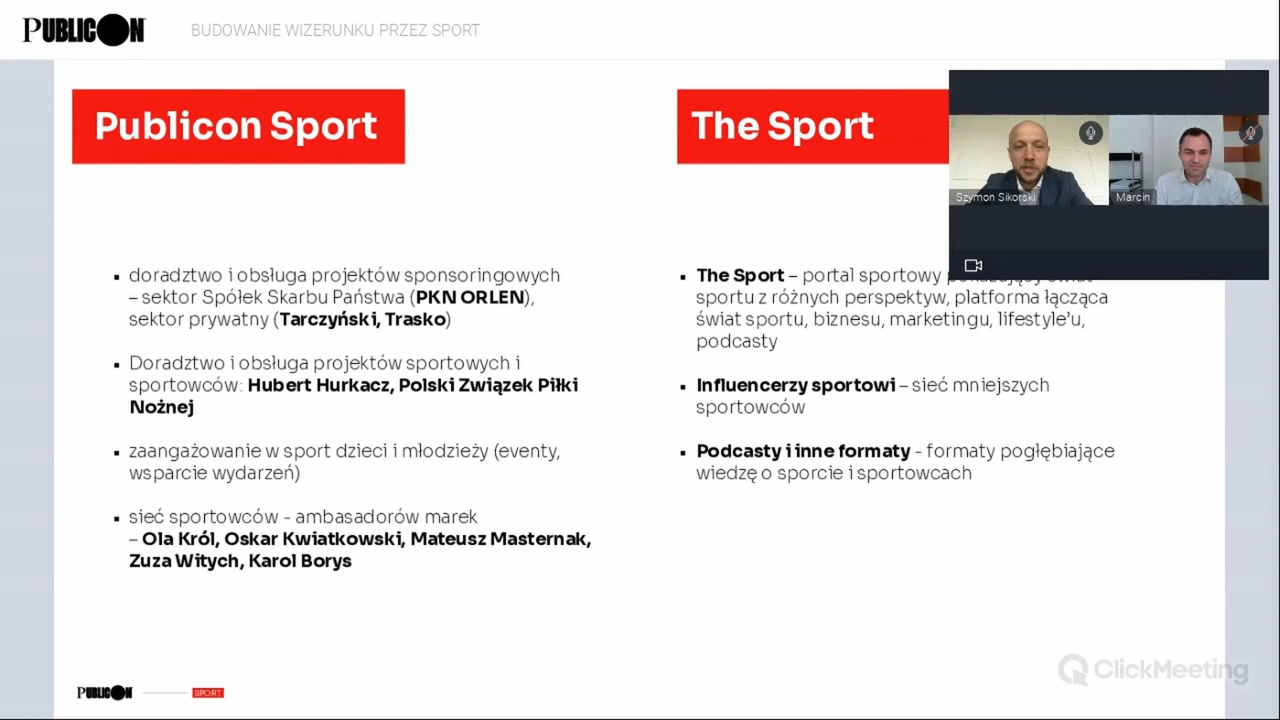 PUBLICON
BUDOWANIE WIZERUNKU PRZEZ SPORT
Publicon Sport
▪ doradztwo i obsługa projektów sponsoringowych
– sektor Spółek Skarbu Państwa (PKN ORLEN),
sektor prywatny (Tarczyński, Trasko)
▪ Doradztwo i obsługa projektów sportowych i
sportowców: Hubert Hurkacz, Polski Związek Piłki
Nożnej
▪ zaangażowanie w sport dzieci i młodzieży (eventy,
wsparcie wydarzeń)
▪ sieć sportowców - ambasadorów marek
– Ola Król, Oskar Kwiatkowski, Mateusz Masternak,
Zuza Witych, Karol Borys
The Sport
▪ The Sport – portal sportowy
sportu z różnych perspektyw, platforma łącząca
świat sportu, biznesu, marketingu, lifestyle’u,
podcasty
▪ Influencerzy sportowi – sieć mniejszych
sportowców
▪ Podcasty i inne formaty - formaty pogłębiające
wiedzę o sporcie i sportowcach
Szymon Sikorski
Marcin
PUBLICON
SPORT
ClickMeeting